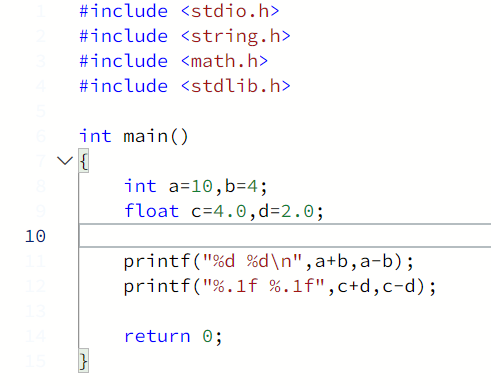 1 #include <stdio.h>
2 #include <string.h>
3 #include <math.h>
4 #include <stdlib.h>
5
6 int main()
7 {
8 int a=10,b=4;
9 float c=4.0,d=2.0;
10
11 printf("%d %d\n",a+b,a-b);
12 printf("%.1f %.1f",c+d,c-d);
13
14 return 0;
15 }